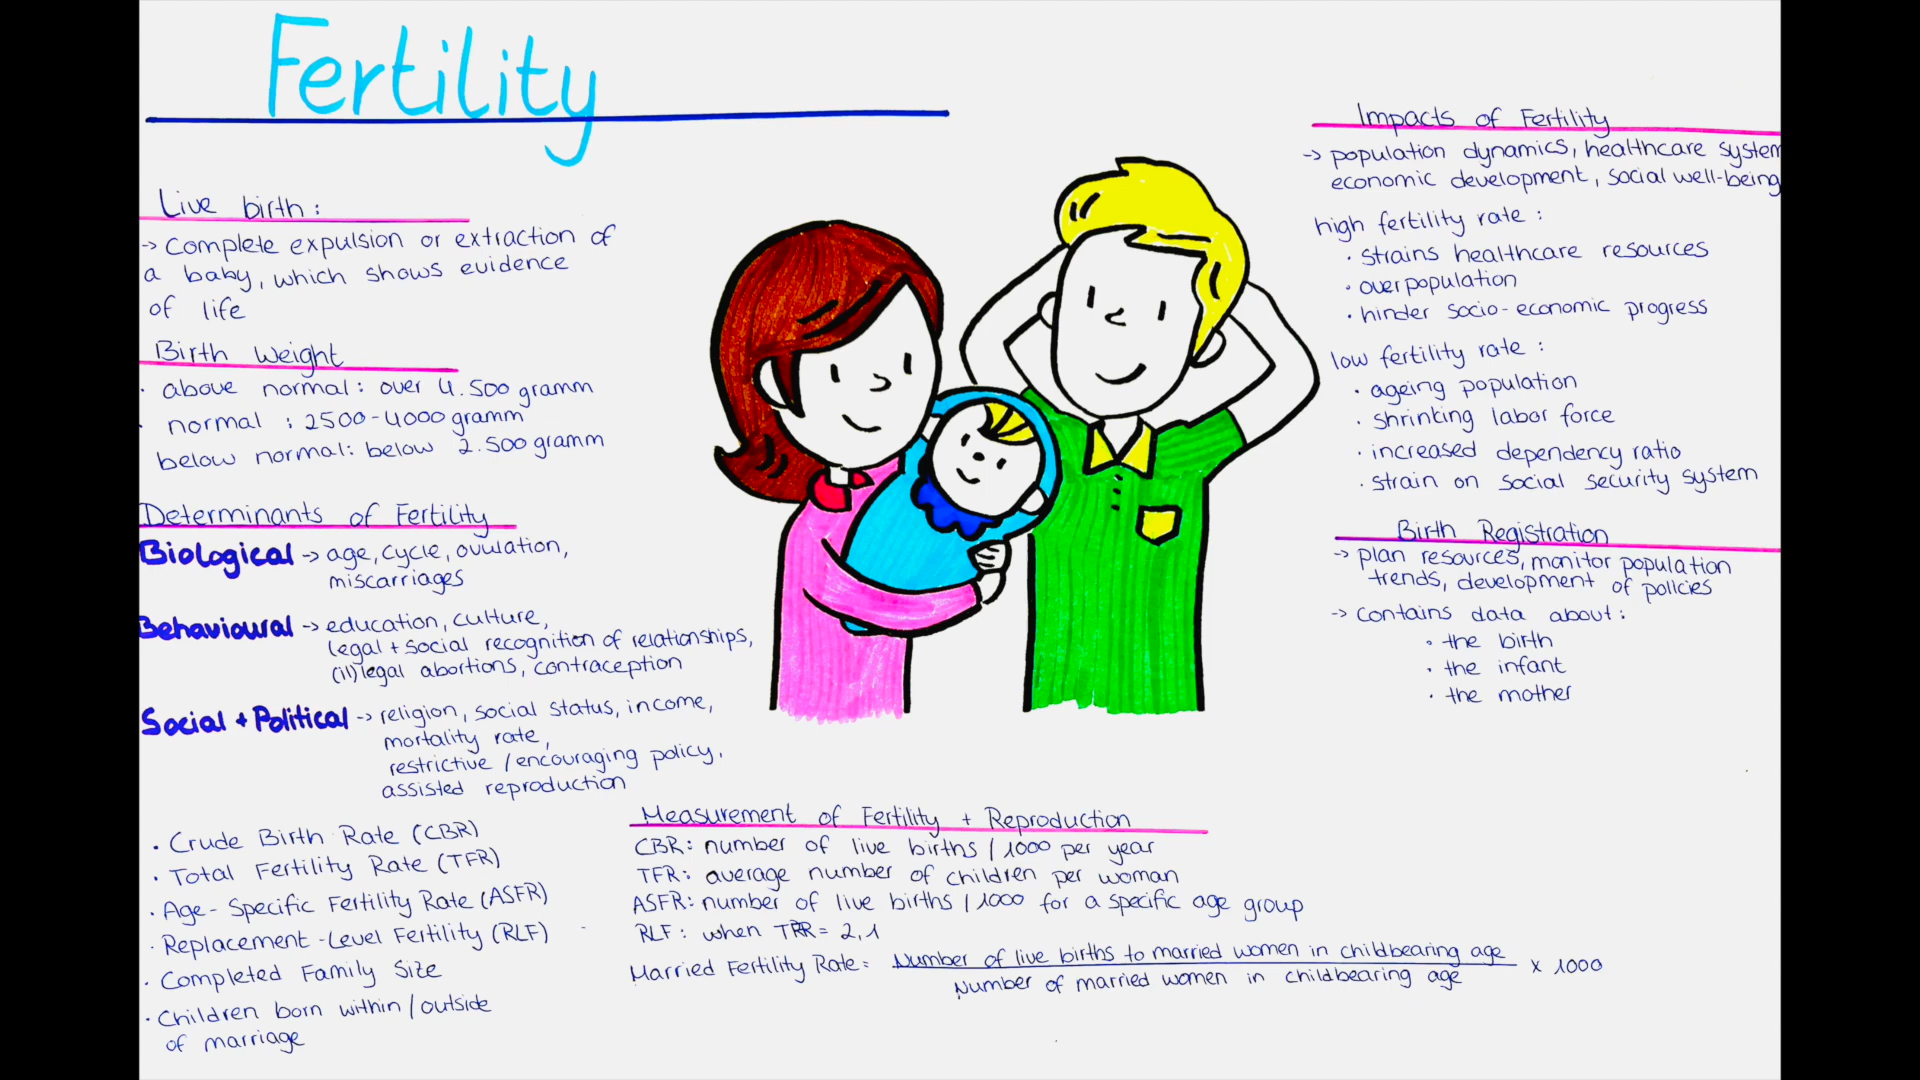 Fertility
Live birth:
-> complete expulsion or extraction of
a baby, which shows evidence
of life
Birth Weight
· above normal: over 4.500 gramm
· normal : 2500-4000 gramm
below normal: below 2.500 gramm
Determinants of Fertility
Biological -> age, cycle, ovulation,
miscarriages
Behavioural -> education, culture,
legal + social recognition of relationships,
(il)legal abortions, contraception
Social + Political -> religion, social status, income,
mortality rate,
restrictive / encouraging policy,
assisted reproduction
· Crude Birth Rate (CBR)
· Total Fertility Rate (TFR)
· Age-Specific Fertility Rate (ASFR)
· Replacement-Level Fertility (RLF)
· Completed Family Size
· Children born within/outside
of marriage
Measurement of Fertility + Reproduction
CBR: number of live births / 1000 per year
TFR: average number of children per woman
ASFR: number of live births / 1000 for a specific age group
RLF: when TFR = 2,1
Married Fertility Rate = Number of live births to married women in childbearing age
Number of married women in childbearing age x 1000
Impacts of Fertility
-> population dynamics, healthcare system
economic development, social well-being
high fertility rate :
· strains healthcare resources
· overpopulation
· hinder socio-economic progress
low fertility rate :
· ageing population
· shrinking labor force
· increased dependency ratio
· strain on social security system
Birth Registration
-> plan resources, monitor population
trends, development of policies
-> contains data about:
· the birth
· the infant
· the mother